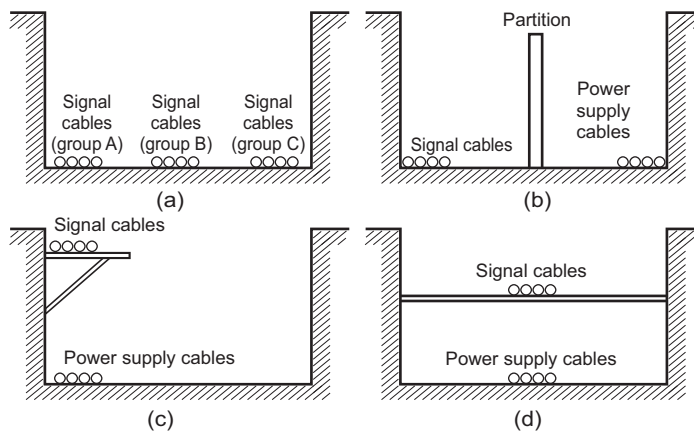 Signal
cables
(group A)
Signal
cables
(group B)
Signal
cables
(group C)
(a)
Partition
Signal cables
Power
supply
cables
(b)
Signal cables
Power supply cables
(c)
Signal cables
Power supply cables
(d)